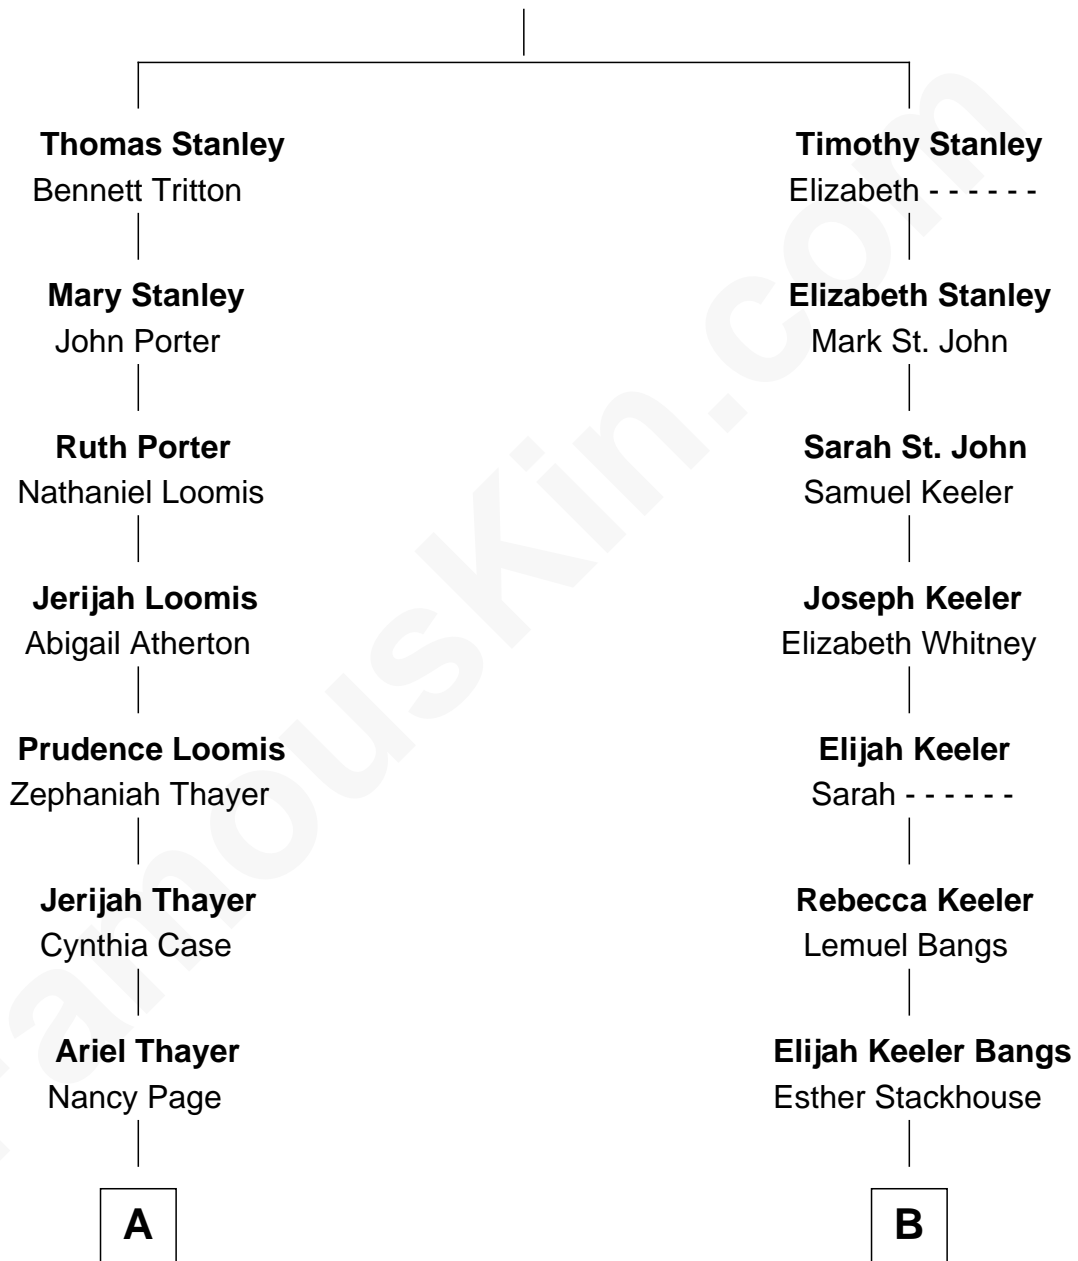 Thomas Stanley
Bennett Tritton
Mary Stanley
John Porter
Ruth Porter
Nathaniel Loomis
Jerijah Loomis
Abigail Atherton
Prudence Loomis
Zephaniah Thayer
Jerijah Thayer
Cynthia Case
Ariel Thayer
Nancy Page
A
Timothy Stanley
Elizabeth - - - - - -
Elizabeth Stanley
Mark St. John
Sarah St. John
Samuel Keeler
Joseph Keeler
Elizabeth Whitney
Elijah Keeler
Sarah - - - - - -
Rebecca Keeler
Lemuel Bangs
Elijah Keeler Bangs
Esther Stackhouse
B
FamousKin.com